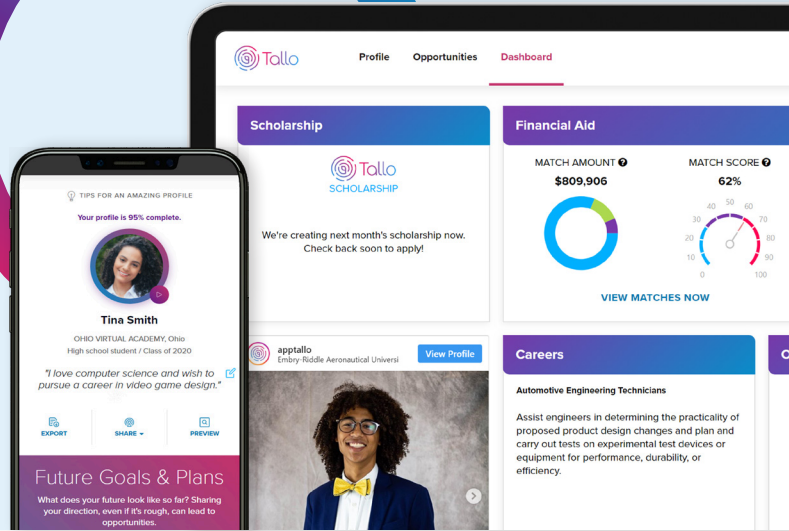 Tallo
Profile
Opportunities
Dashboard
Scholarship
Tallo
SCHOLARSHIP
We're creating next month's scholarship now.
Check back soon to apply!
Financial Aid
MATCH AMOUNT ?
$809,906
MATCH SCORE ?
62%
0
10
20
30
40
50
60
70
80
90
100
VIEW MATCHES NOW
TIPS FOR AN AMAZING PROFILE
Your profile is 95% complete.
Tina Smith
OHIO VIRTUAL ACADEMY, Ohio
High school student / Class of 2020
"I love computer science and wish to
pursue a career in video game design."
EXPORT
SHARE
PREVIEW
Future Goals & Plans
What does your future look like so far? Sharing
your direction, even if it's rough, can lead to
opportunities.
apptallo
Embry-Riddle Aeronautical Universi
View Profile
Careers
Automotive Engineering Technicians
Assist engineers in determining the practicality of
proposed product design changes and plan and
carry out tests on experimental test devices or
equipment for performance, durability, or
efficiency.